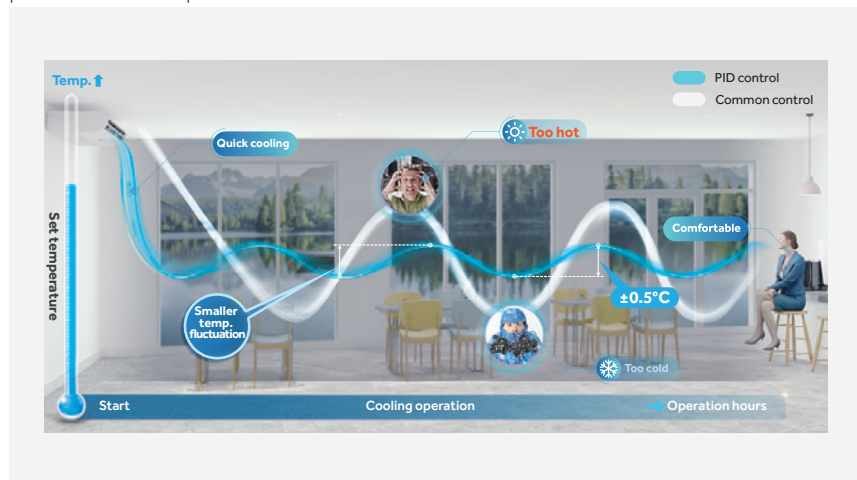 Temp.
PID control
Common control
Quick cooling
Too hot
Set temperature
Comfortable
±0.5°C
Smaller
temp.
fluctuation
Too cold
Start
Cooling operation
Operation hours